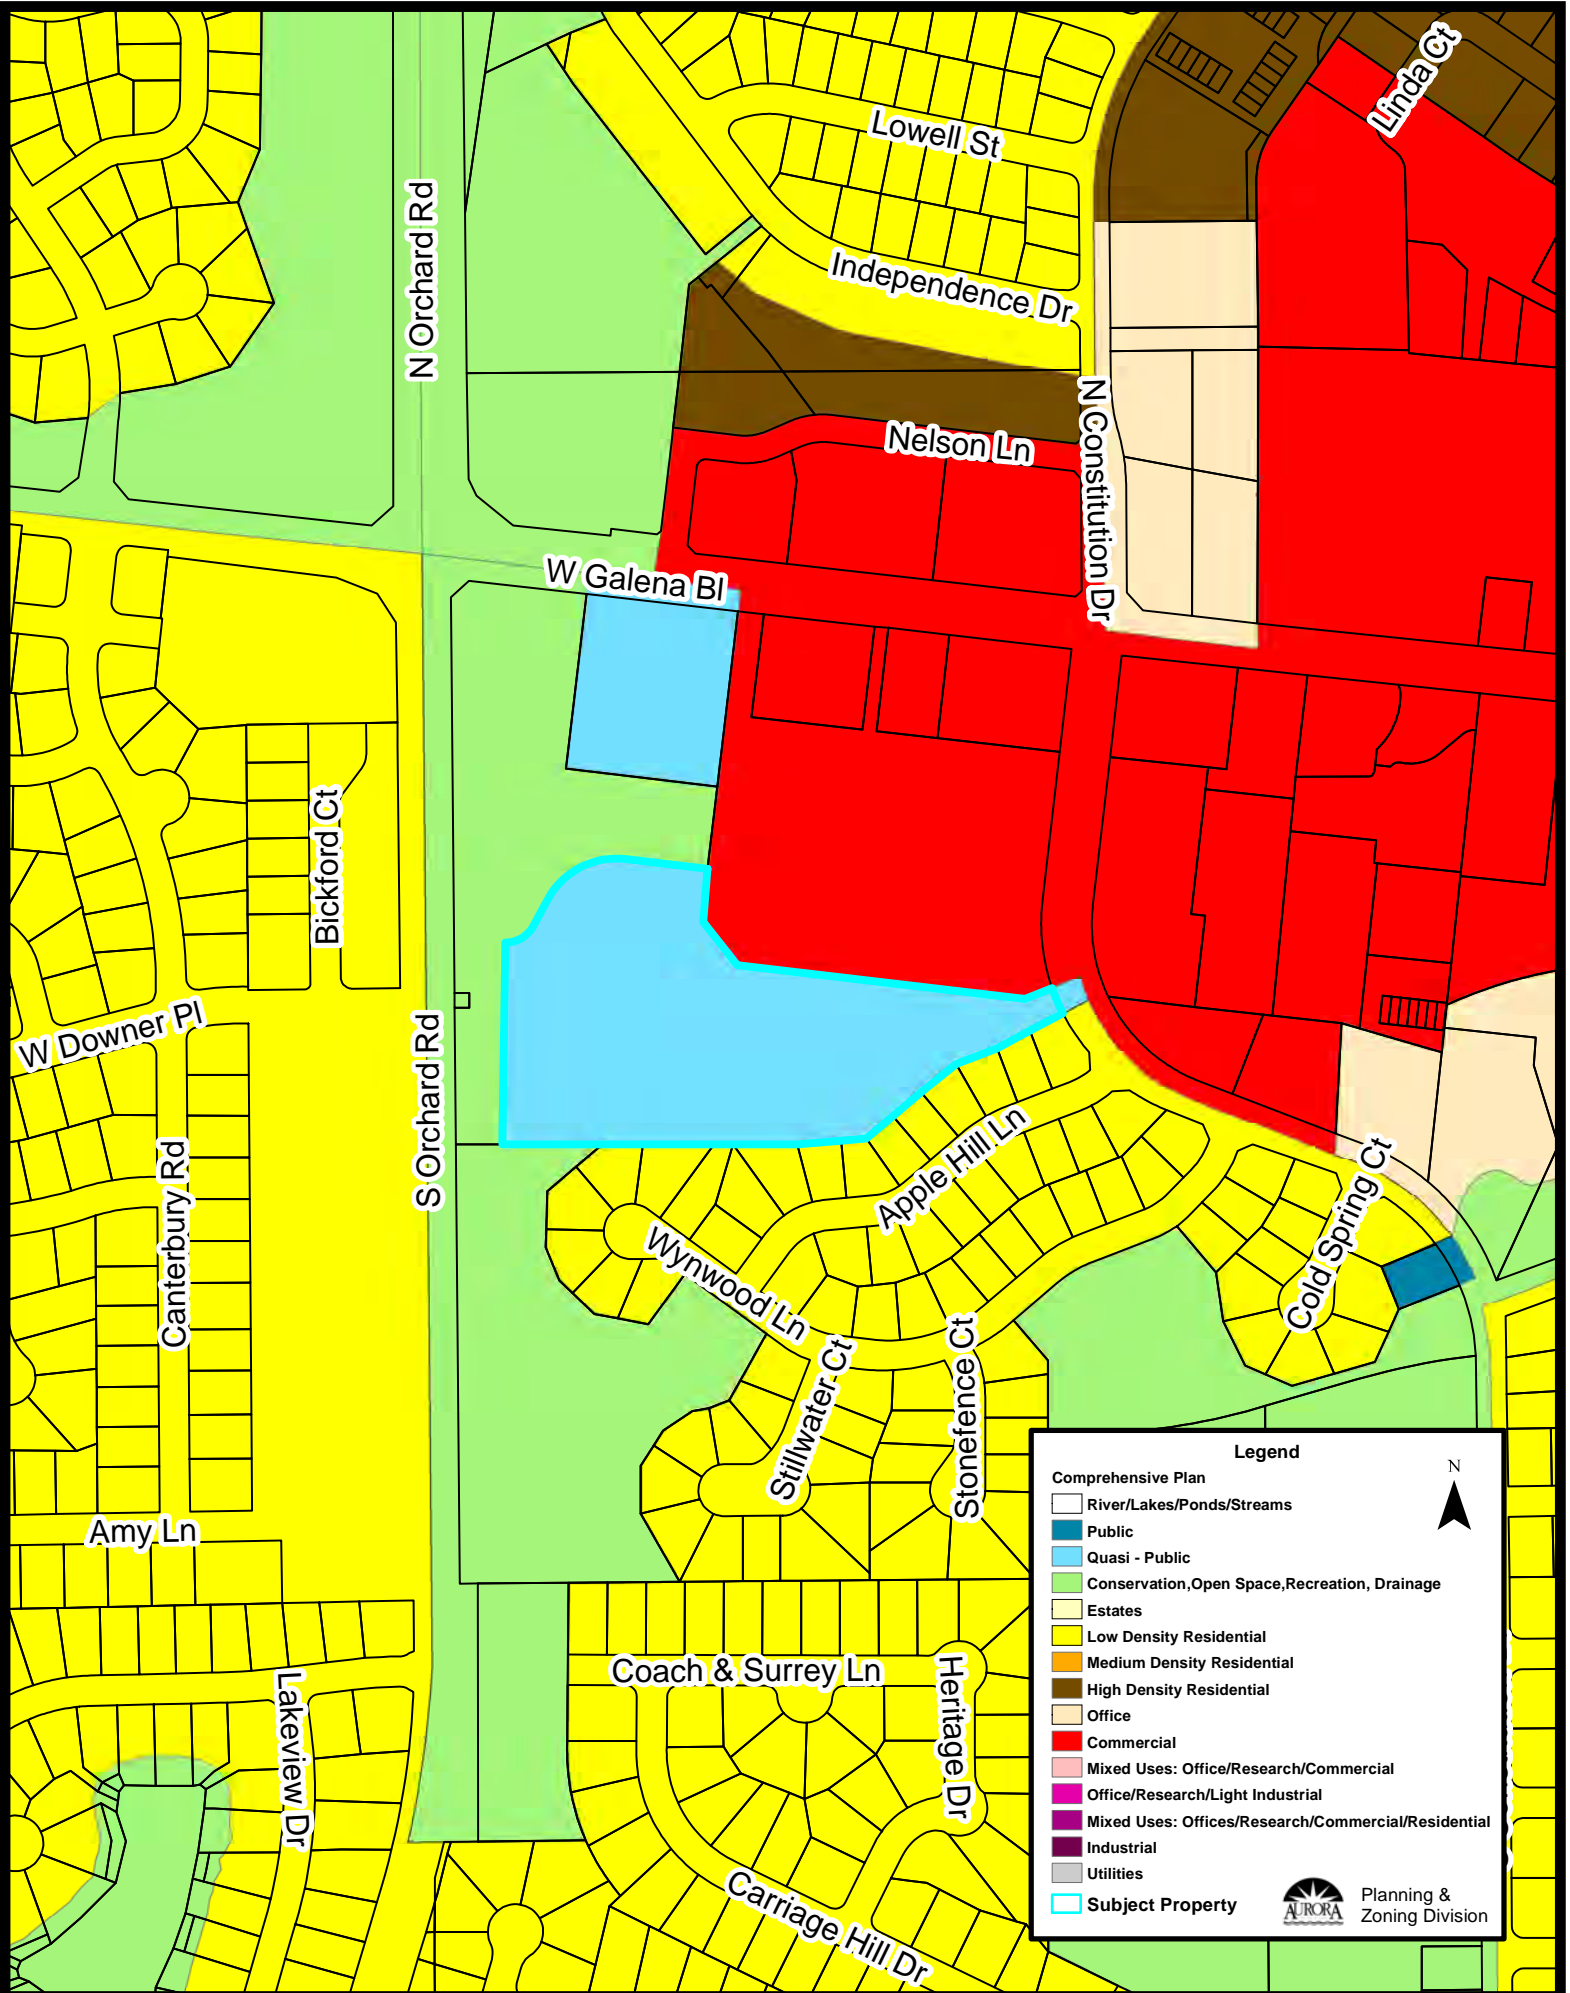 Linda Ct
Lowell St
N Orchard Rd
Independence Dr
N Constitution Dr
Nelson Ln
W Galena Bl
Bickford Ct
W Downer Pl
S Orchard Rd
Canterbury Rd
Apple Hill Ln
Cold Spring Ct
Wynwood Ln
Stillwater Ct
Stonefence Ct
Amy Ln
Coach & Surrey Ln
Heritage Dr
Lakeview Dr
Carriage Hill Dr
Legend
N
Comprehensive Plan
River/Lakes/Ponds/Streams
Public
Quasi - Public
Conservation,Open Space,Recreation, Drainage
Estates
Low Density Residential
Medium Density Residential
High Density Residential
Office
Commercial
Mixed Uses: Office/Research/Commercial
Office/Research/Light Industrial
Mixed Uses: Offices/Research/Commercial/Residential
Industrial
Utilities
Subject Property
AURORA
Planning &
Zoning Division